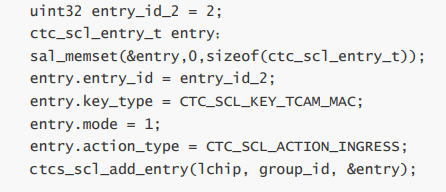 uint32 entry_id_2 = 2;
ctc_scl_entry_t entry;
sal_memset(&entry,0,sizeof(ctc_scl_entry_t));
entry.entry_id = entry_id_2;
entry.key_type = CTC_SCL_KEY_TCAM_MAC;
entry.mode = 1;
entry.action_type = CTC_SCL_ACTION_INGRESS;
ctcs_scl_add_entry(lchip, group_id, &entry);